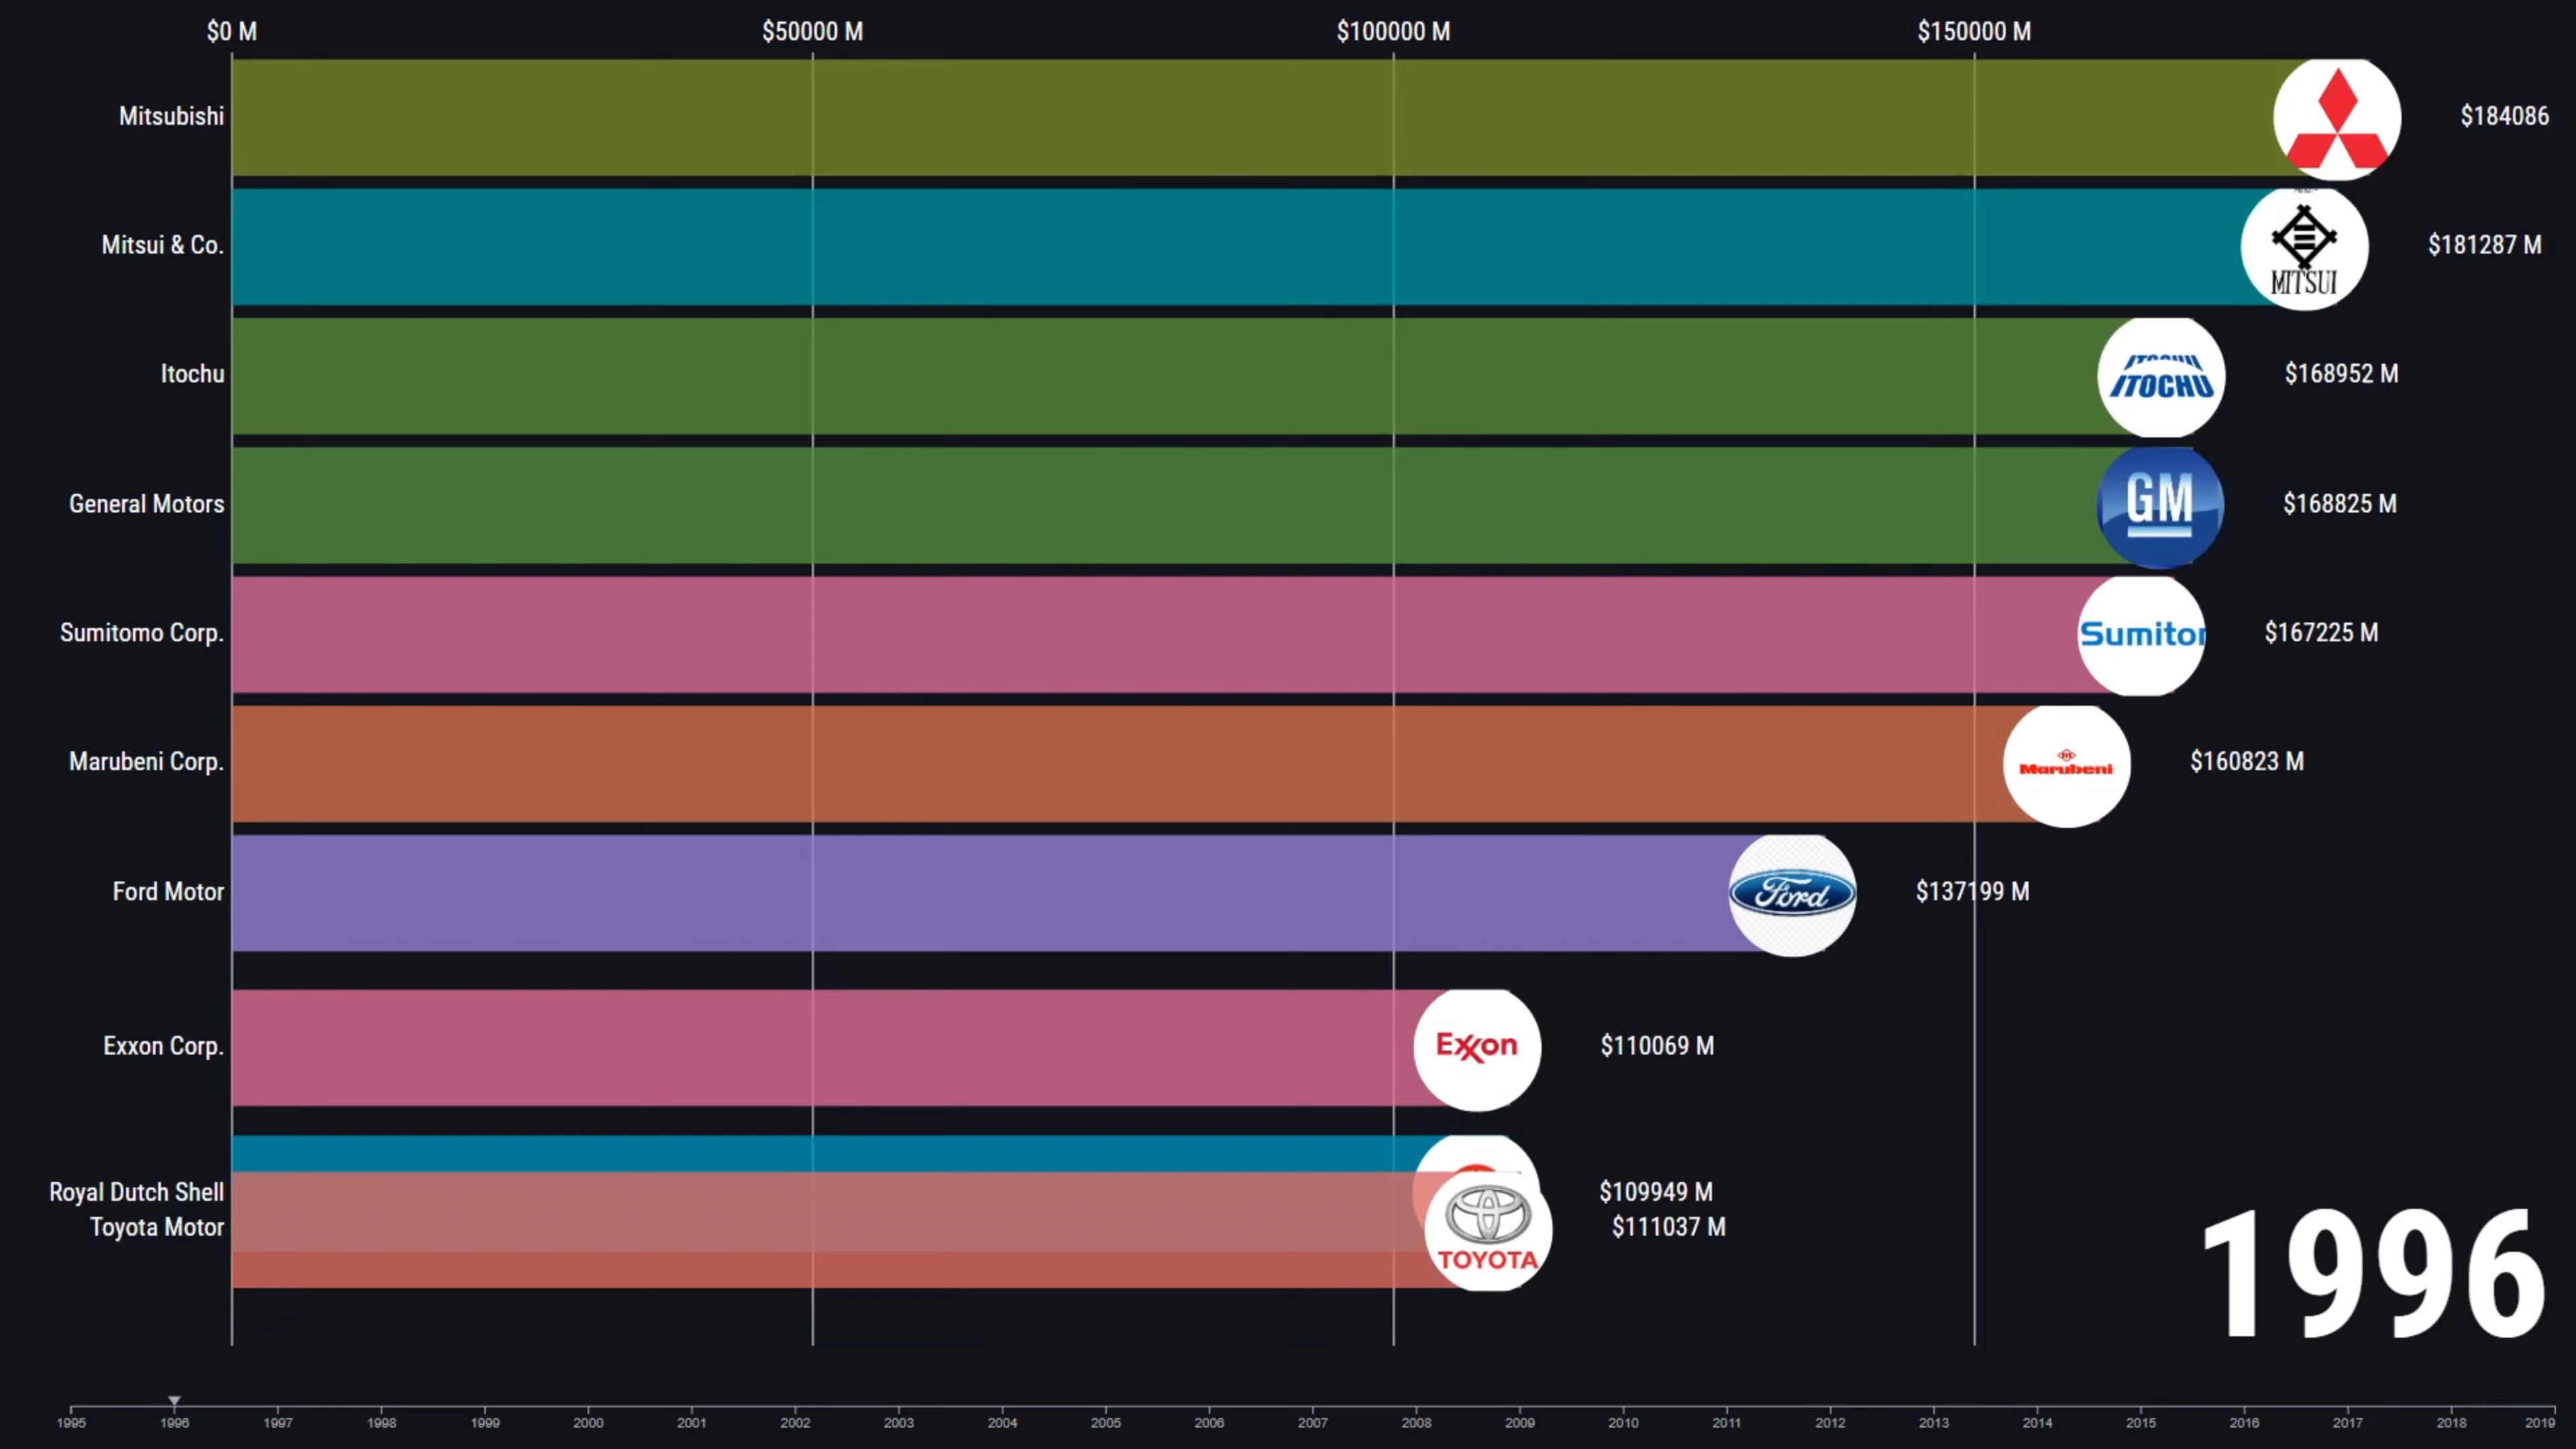 $0 M $50000 M $100000 M $150000 M
Mitsubishi $184086
Mitsui & Co. MITSUI $181287 M
Itochu ITOCHU $168952 M
General Motors GM $168825 M
Sumitomo Corp. Sumitor $167225 M
Marubeni Corp. Marubeni $160823 M
Ford Motor Ford $137199 M
Exxon Corp. Exxon $110069 M
Royal Dutch Shell $109949 M
Toyota Motor TOYOTA $111037 M
1996
1995 1996 1997 1998 1999 2000 2001 2002 2003 2004 2005 2006 2007 2008 2009 2010 2011 2012 2013 2014 2015 2016 2017 2018 2019